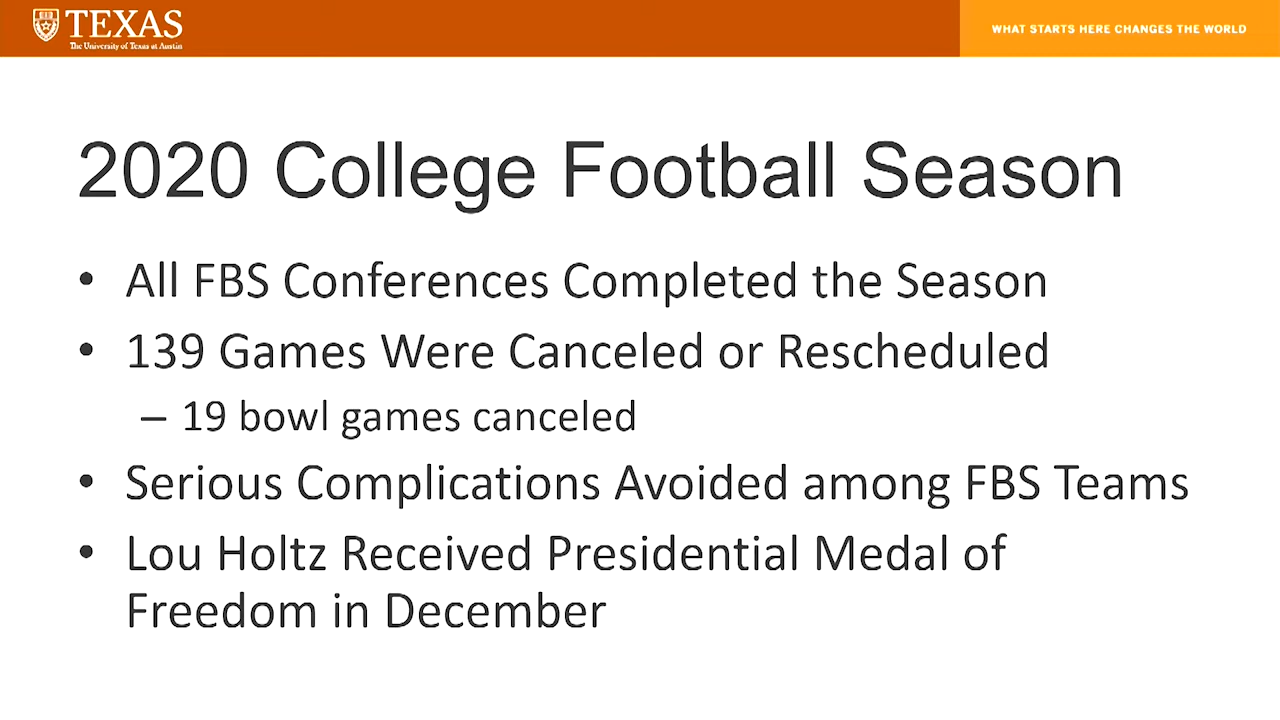 TEXAS
The University of Texas at Austin
WHAT STARTS HERE CHANGES THE WORLD
2020 College Football Season
• All FBS Conferences Completed the Season
• 139 Games Were Canceled or Rescheduled
– 19 bowl games canceled
• Serious Complications Avoided among FBS Teams
• Lou Holtz Received Presidential Medal of
Freedom in December